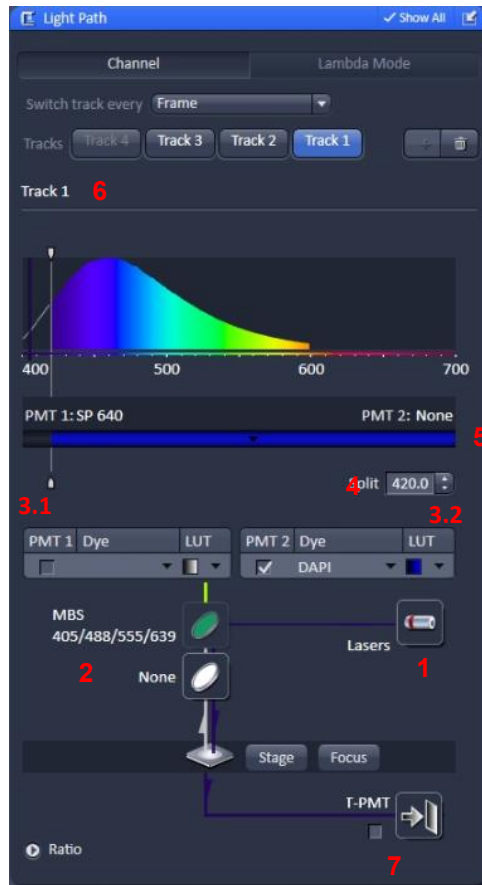 Light Path Show All
Channel Lambda Mode
Switch track every Frame
Tracks Track 4 Track 3 Track 2 Track 1 +
Track 1 6
400 500 600 700
PMT 1: SP 640 PMT 2: None
5
4 Split 420.0
3.1 3.2
PMT 1 Dye LUT PMT 2 Dye LUT
DAPI
MBS
405/488/555/639
Lasers
2 None 1
Stage Focus
T-PMT
Ratio
7